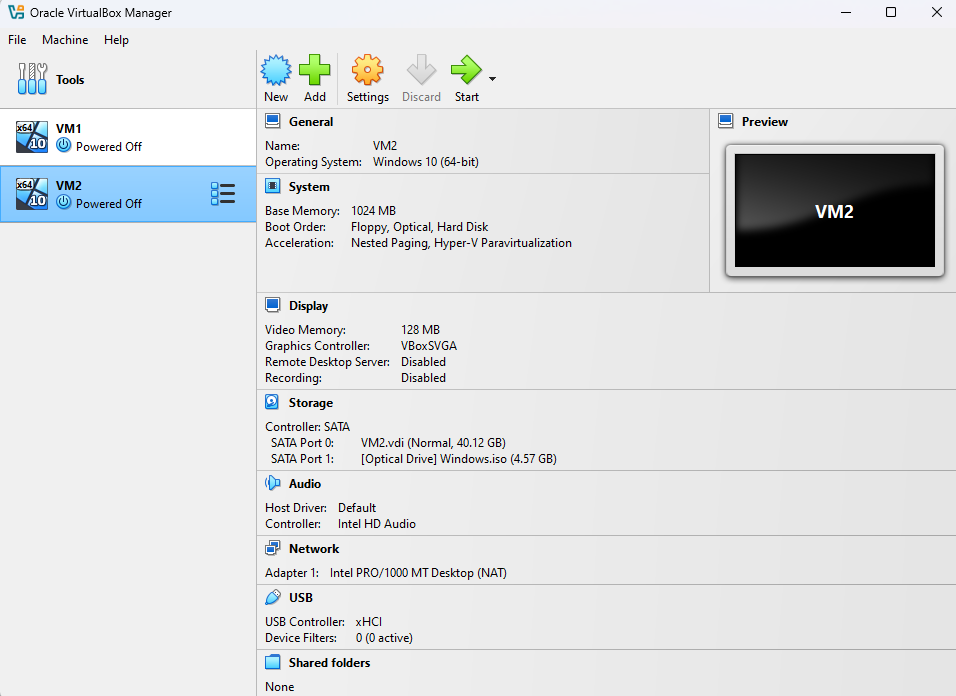 Oracle VirtualBox Manager
File Machine Help
Tools
New Add Settings Discard Start
x64 10 VM1
Powered Off
x64 10 VM2
Powered Off
General
Name: VM2
Operating System: Windows 10 (64-bit)
System
Base Memory: 1024 MB
Boot Order: Floppy, Optical, Hard Disk
Acceleration: Nested Paging, Hyper-V Paravirtualization
Preview
VM2
Display
Video Memory: 128 MB
Graphics Controller: VBoxSVGA
Remote Desktop Server: Disabled
Recording: Disabled
Storage
Controller: SATA
SATA Port 0: VM2.vdi (Normal, 40.12 GB)
SATA Port 1: [Optical Drive] Windows.iso (4.57 GB)
Audio
Host Driver: Default
Controller: Intel HD Audio
Network
Adapter 1: Intel PRO/1000 MT Desktop (NAT)
USB
USB Controller: xHCI
Device Filters: 0 (0 active)
Shared folders
None